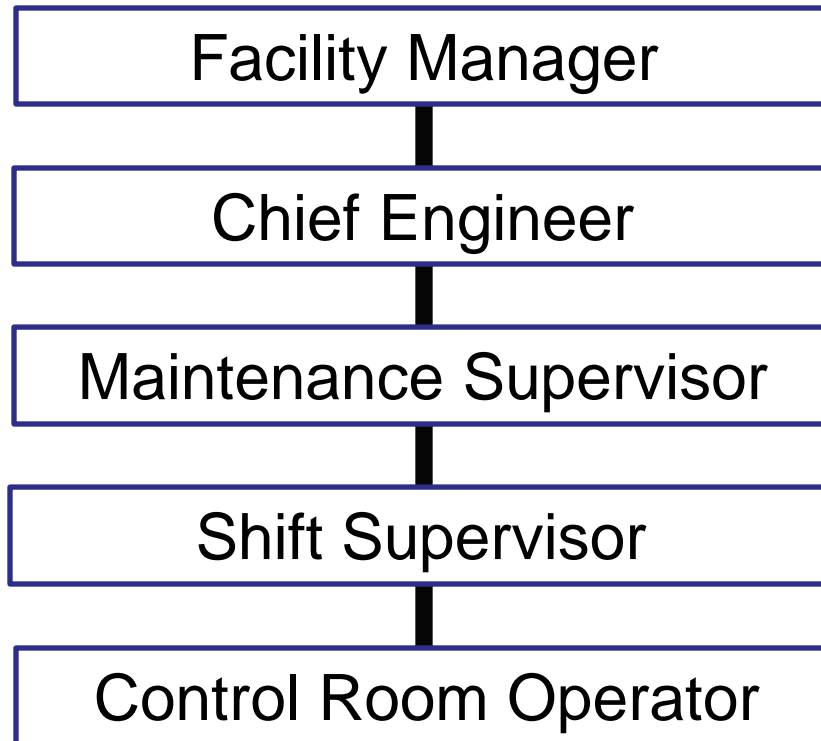 Facility Manager
Chief Engineer
Maintenance Supervisor
Shift Supervisor
Control Room Operator